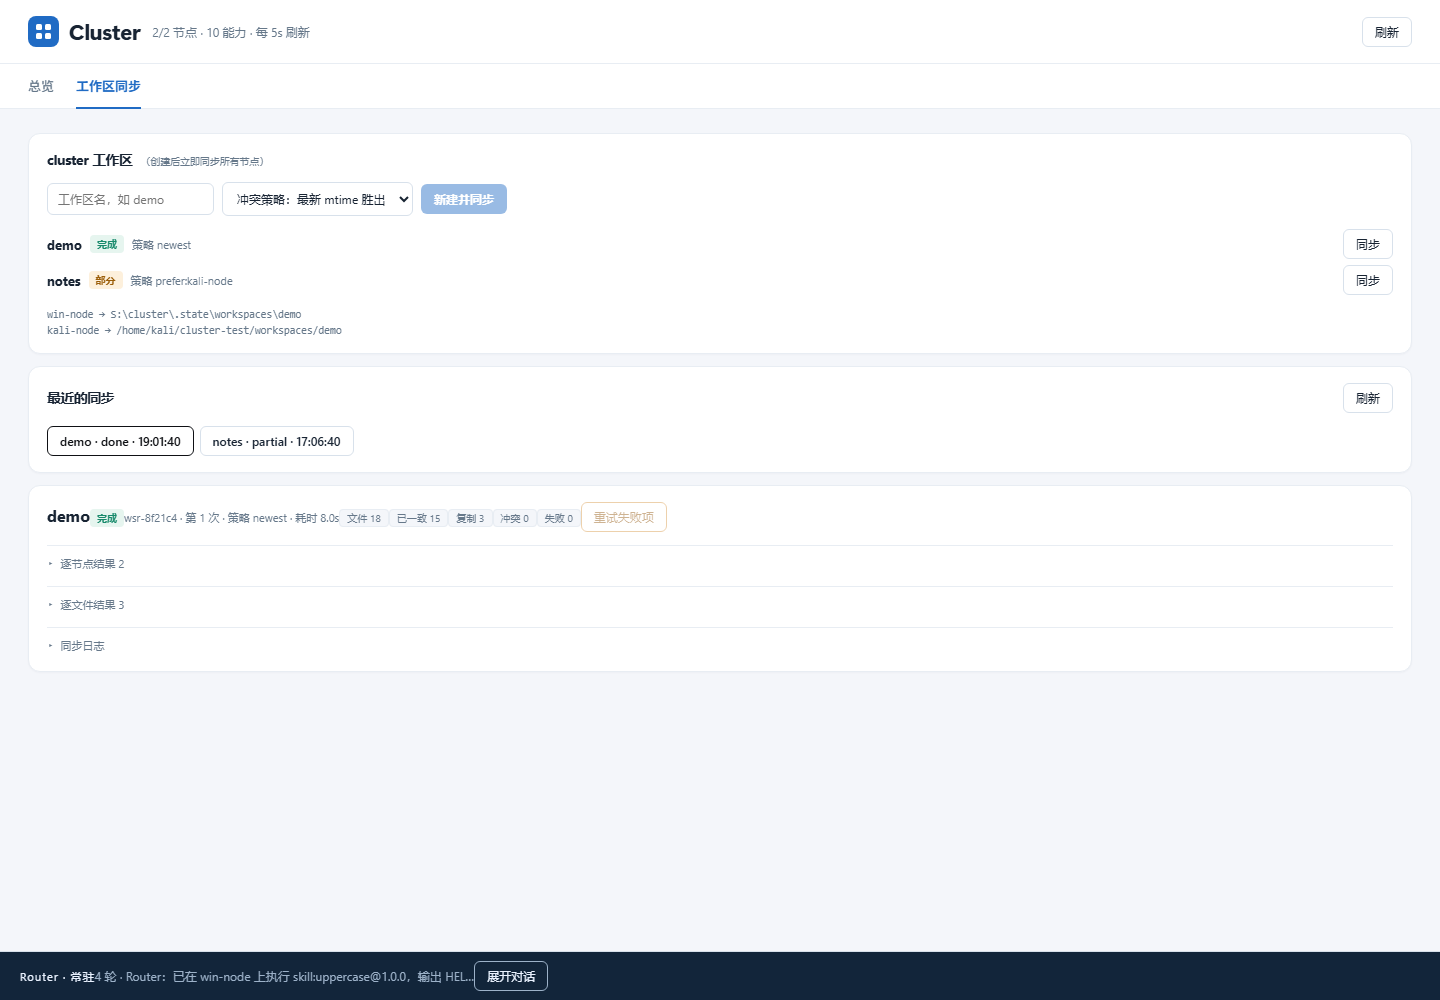 Cluster 2/2 节点 · 10 能力 · 每 5s 刷新 刷新
总览 工作区同步
cluster 工作区 （创建后立即同步所有节点）
工作区名，如 demo 冲突策略：最新 mtime 胜出 新建并同步
demo 完成 策略 newest 同步
notes 部分 策略 prefer:kali-node 同步
win-node → S:\cluster\.state\workspaces\demo
kali-node → /home/kali/cluster-test/workspaces/demo
最近的同步 刷新
demo · done · 19:01:40 notes · partial · 17:06:40
demo 完成 wsr-8f21c4 · 第 1 次 · 策略 newest · 耗时 8.0s 文件 18 已一致 15 复制 3 冲突 0 失败 0 重试失败项
‣ 逐节点结果 2
‣ 逐文件结果 3
‣ 同步日志
Router · 常驻 4 轮 · Router：已在 win-node 上执行 skill:uppercase@1.0.0，输出 HEL... 展开对话